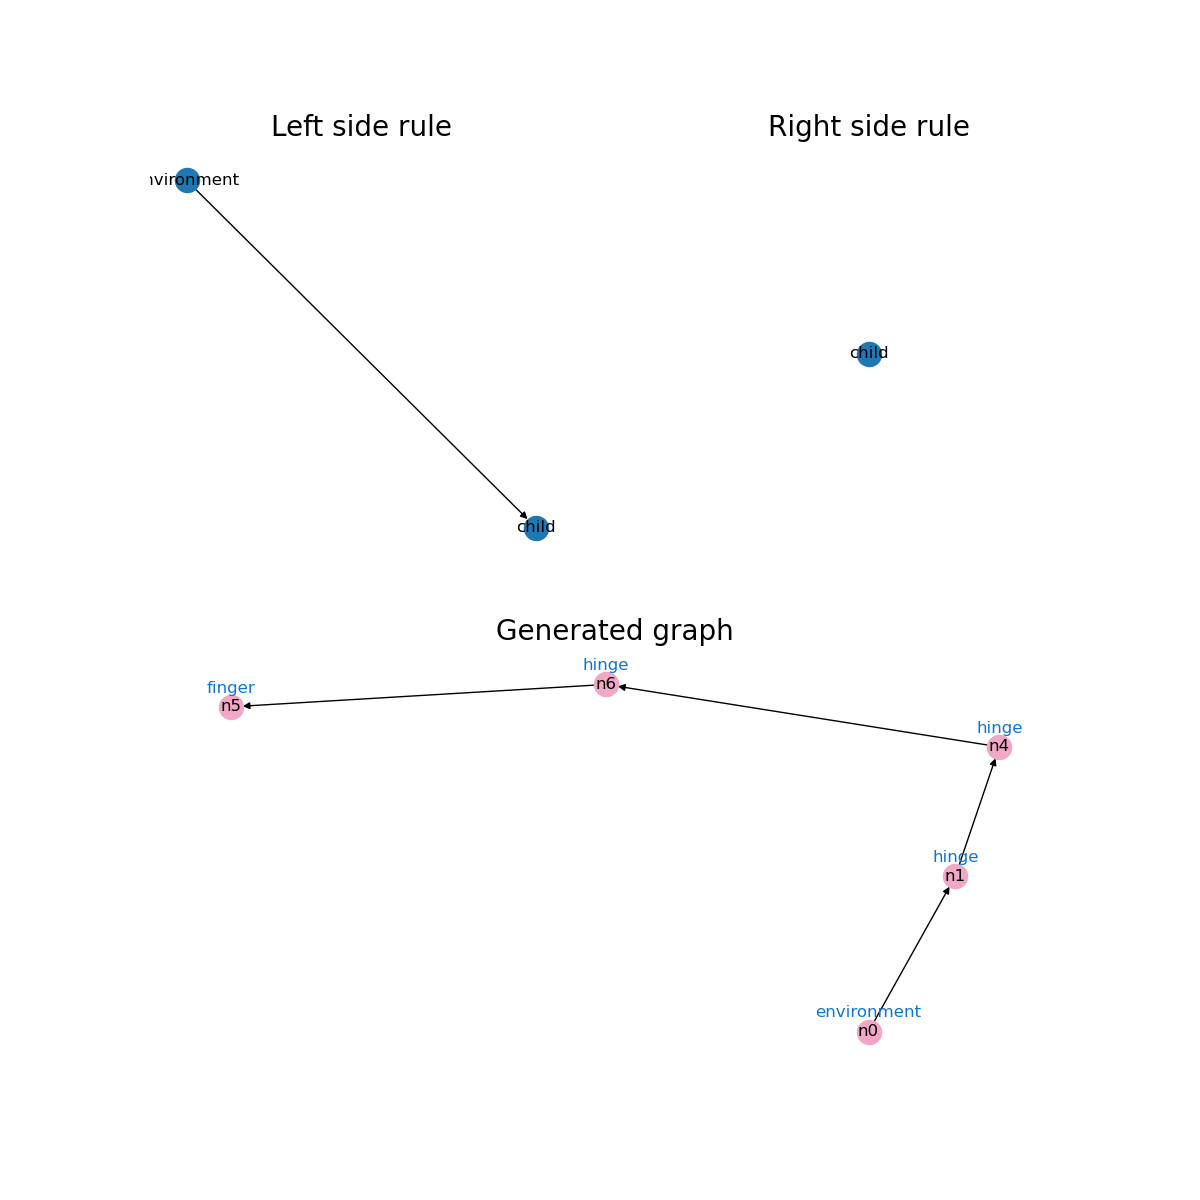 Left side rule
Right side rule
nvironment
child
child
Generated graph
hinge
n6
finger
n5
hinge
n4
hinge
n1
environment
n0